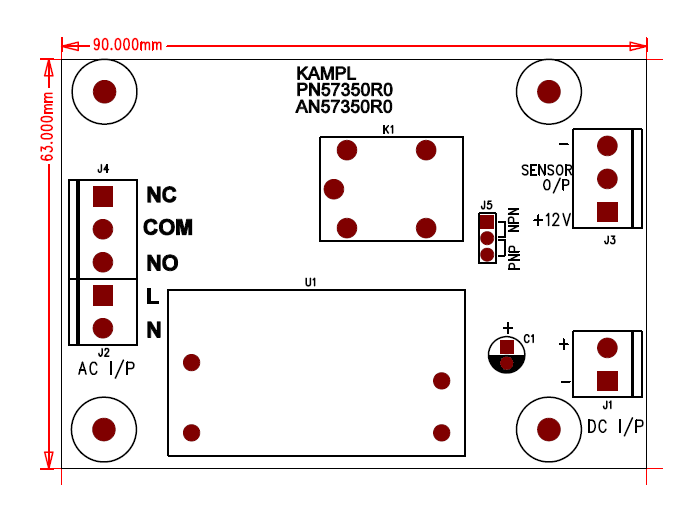 90.000mm
KAMPL
PN57350R0
AN57350R0
63.000mm
K1
-
SENSOR
O/P
+12V
J3
J4
NC
COM
NO
L
N
J2
AC I/P
J5
NPN
PNP
U1
+
C1
+
-
J1
DC I/P